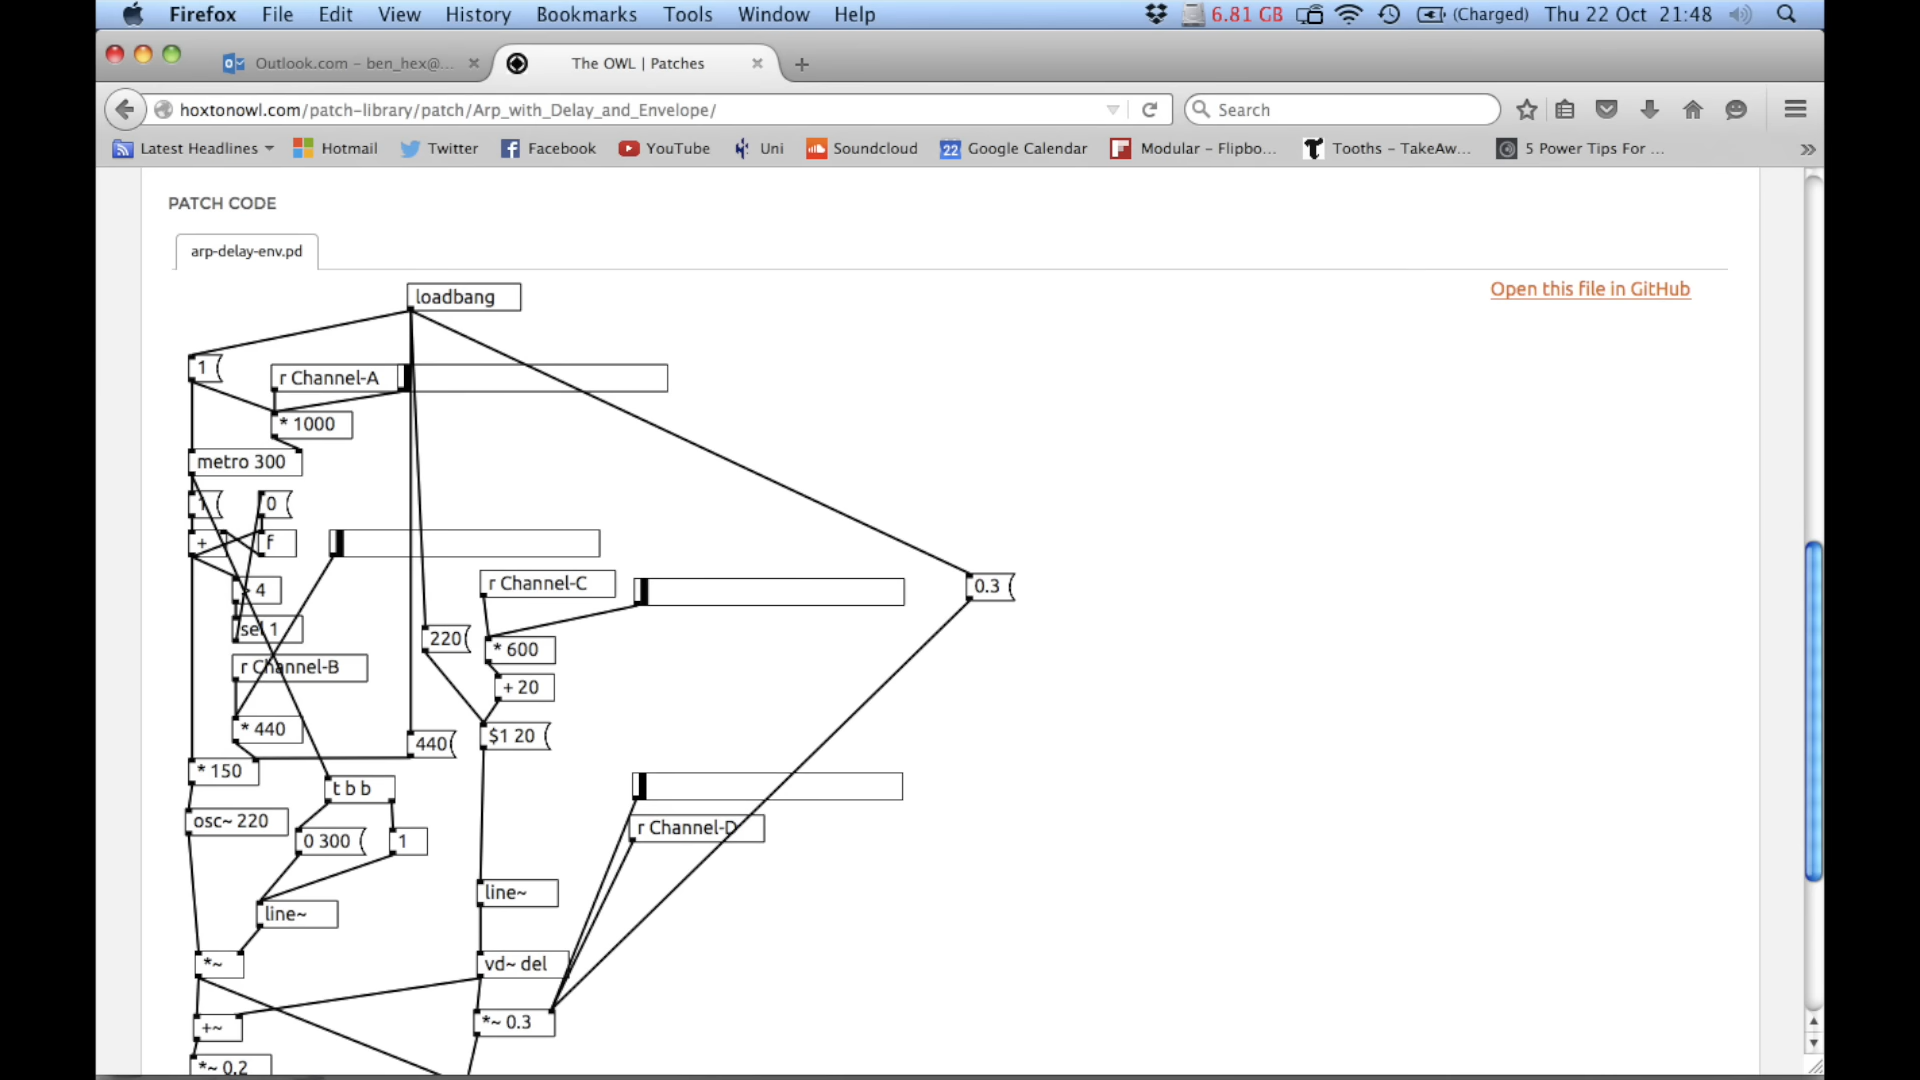 Firefox File Edit View History Bookmarks Tools Window Help 6.81 GB (Charged) Thu 22 Oct 21:48
Outlook.com – ben_hex@... The OWL | Patches
hoxtonowl.com/patch-library/patch/Arp_with_Delay_and_Envelope/ Search
Latest Headlines Hotmail Twitter Facebook YouTube Uni Soundcloud 22 Google Calendar Modular – Flipbo... Tooths – TakeAw... 5 Power Tips For ...
PATCH CODE
arp-delay-env.pd
Open this file in GitHub
loadbang
1
r Channel-A
* 1000
metro 300
1 0
+ f
> 4
r Channel-C
0.3
sel 1
220
* 600
r Channel-B
+ 20
* 440
$1 20
440
* 150
t b b
osc~ 220
r Channel-D
0 300
1
line~
line~
*~
vd~ del
+~
*~ 0.3
*~ 0.2